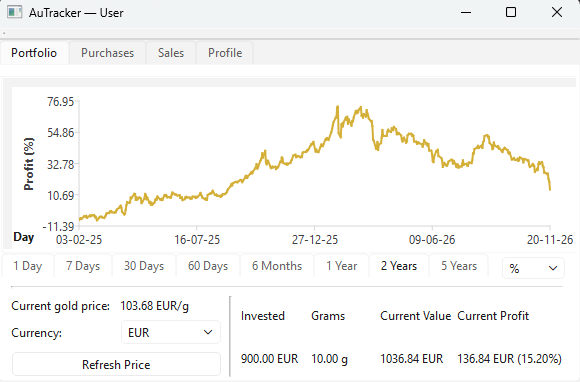 AuTracker — User
Portfolio Purchases Sales Profile
Profit (%)
76.95
54.86
32.78
10.69
-11.39
Day
03-02-25 16-07-25 27-12-25 09-06-26 20-11-26
1 Day 7 Days 30 Days 60 Days 6 Months 1 Year 2 Years 5 Years %
Current gold price: 103.68 EUR/g
Currency: EUR
Refresh Price
Invested Grams Current Value Current Profit
900.00 EUR 10.00 g 1036.84 EUR 136.84 EUR (15.20%)